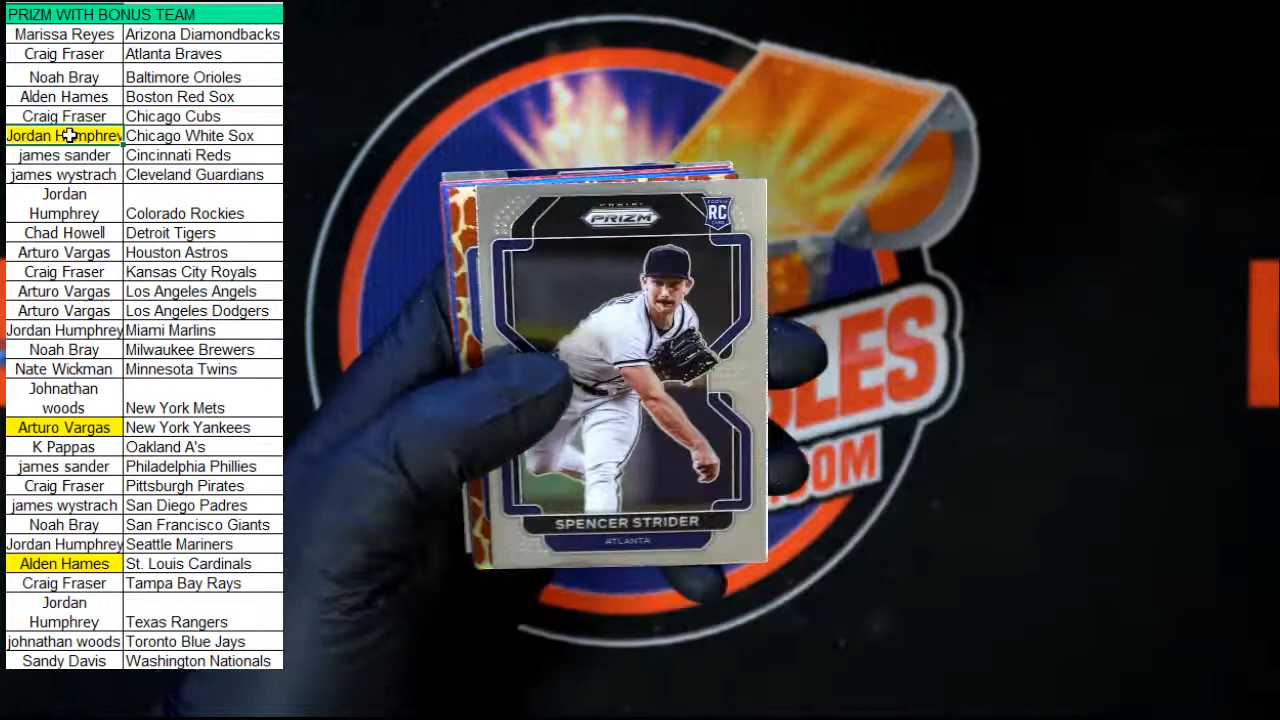 PRIZM WITH BONUS TEAM
Marissa Reyes Arizona Diamondbacks
Craig Fraser Atlanta Braves
Noah Bray Baltimore Orioles
Alden Hames Boston Red Sox
Craig Fraser Chicago Cubs
Jordan Humphrey Chicago White Sox
james sander Cincinnati Reds
james wystrach Cleveland Guardians
Jordan
Humphrey Colorado Rockies
Chad Howell Detroit Tigers
Arturo Vargas Houston Astros
Craig Fraser Kansas City Royals
Arturo Vargas Los Angeles Angels
Arturo Vargas Los Angeles Dodgers
Jordan Humphrey Miami Marlins
Noah Bray Milwaukee Brewers
Nate Wickman Minnesota Twins
Johnathan
woods New York Mets
Arturo Vargas New York Yankees
K Pappas Oakland A's
james sander Philadelphia Phillies
Craig Fraser Pittsburgh Pirates
james wystrach San Diego Padres
Noah Bray San Francisco Giants
Jordan Humphrey Seattle Mariners
Alden Hames St. Louis Cardinals
Craig Fraser Tampa Bay Rays
Jordan
Humphrey Texas Rangers
johnathan woods Toronto Blue Jays
Sandy Davis Washington Nationals
PANINI
PRIZM
ROOKIE
RC
CARD
SPENCER STRIDER
ATLANTA
LES
OM